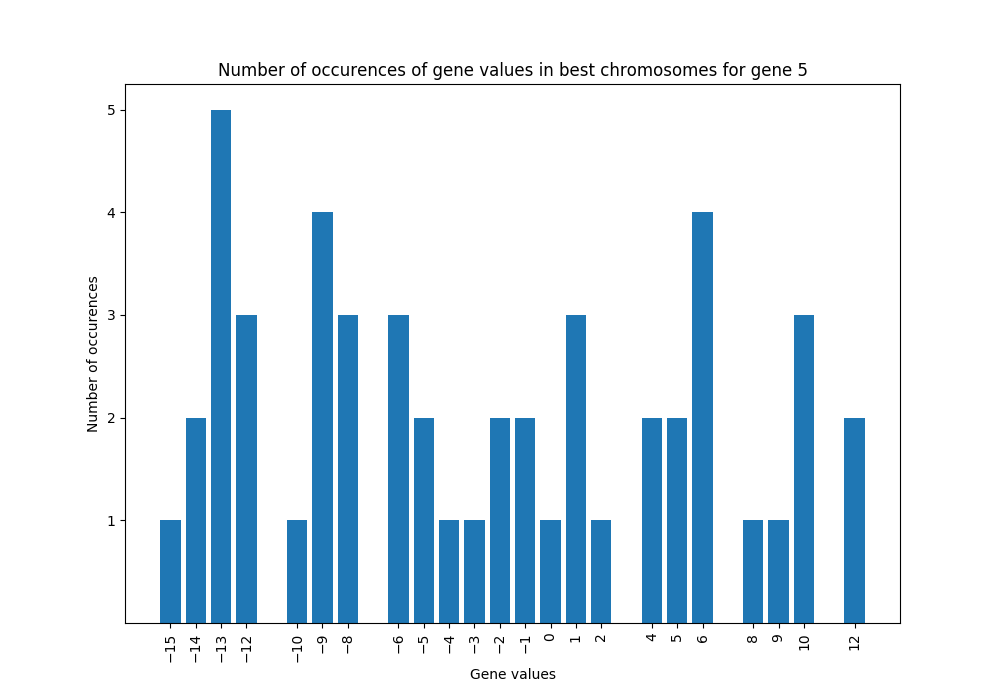 Number of occurences of gene values in best chromosomes for gene 5
Number of occurences
5
4
3
2
1
−15 −14 −13 −12 −10 −9 −8 −6 −5 −4 −3 −2 −1 0 1 2 4 5 6 8 9 10 12
Gene values